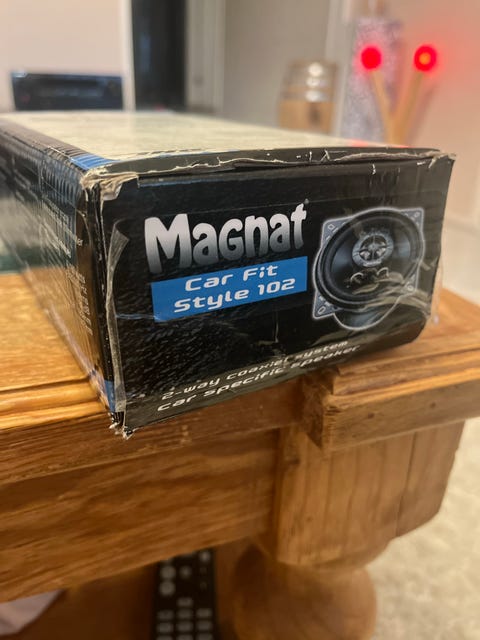 Magnat
Car Fit
Style 102
2-way coaxial system
car specific speaker